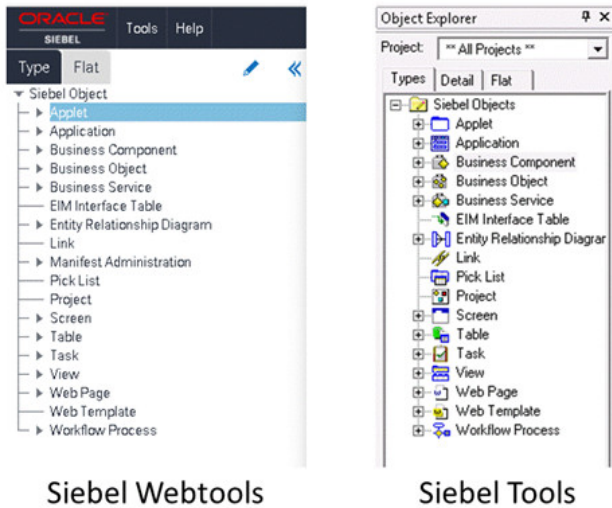 ORACLE
SIEBEL
Tools Help
Type Flat
Siebel Object
Applet
Application
Business Component
Business Object
Business Service
EIM Interface Table
Entity Relationship Diagram
Link
Manifest Administration
Pick List
Project
Screen
Table
Task
View
Web Page
Web Template
Workflow Process
Siebel Webtools
Object Explorer
Project: ** All Projects **
Types Detail Flat
Siebel Objects
Applet
Application
Business Component
Business Object
Business Service
EIM Interface Table
Entity Relationship Diagrar
Link
Pick List
Project
Screen
Table
Task
View
Web Page
Web Template
Workflow Process
Siebel Tools